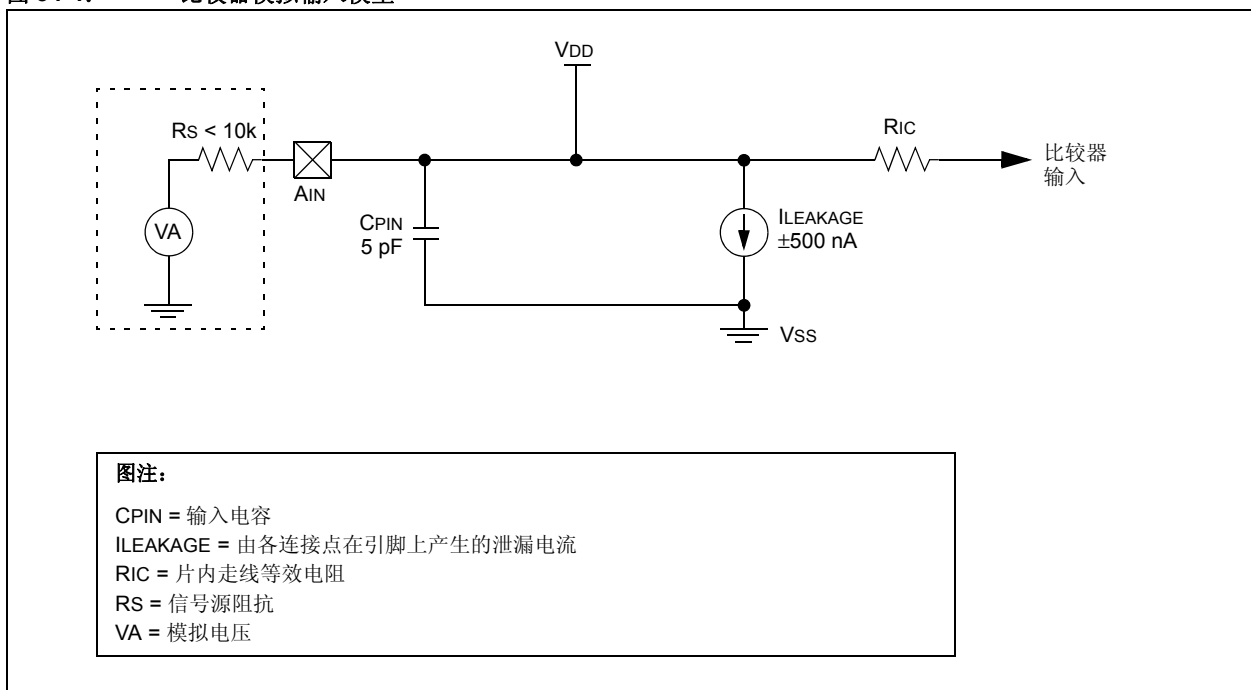 VDD
RS < 10k
RIC
AIN
比较器
输入
VA
CPIN
5 pF
ILEAKAGE
±500 nA
VSS
图注：
CPIN = 输入电容
ILEAKAGE = 由各连接点在引脚上产生的泄漏电流
RIC = 片内走线等效电阻
RS = 信号源阻抗
VA = 模拟电压